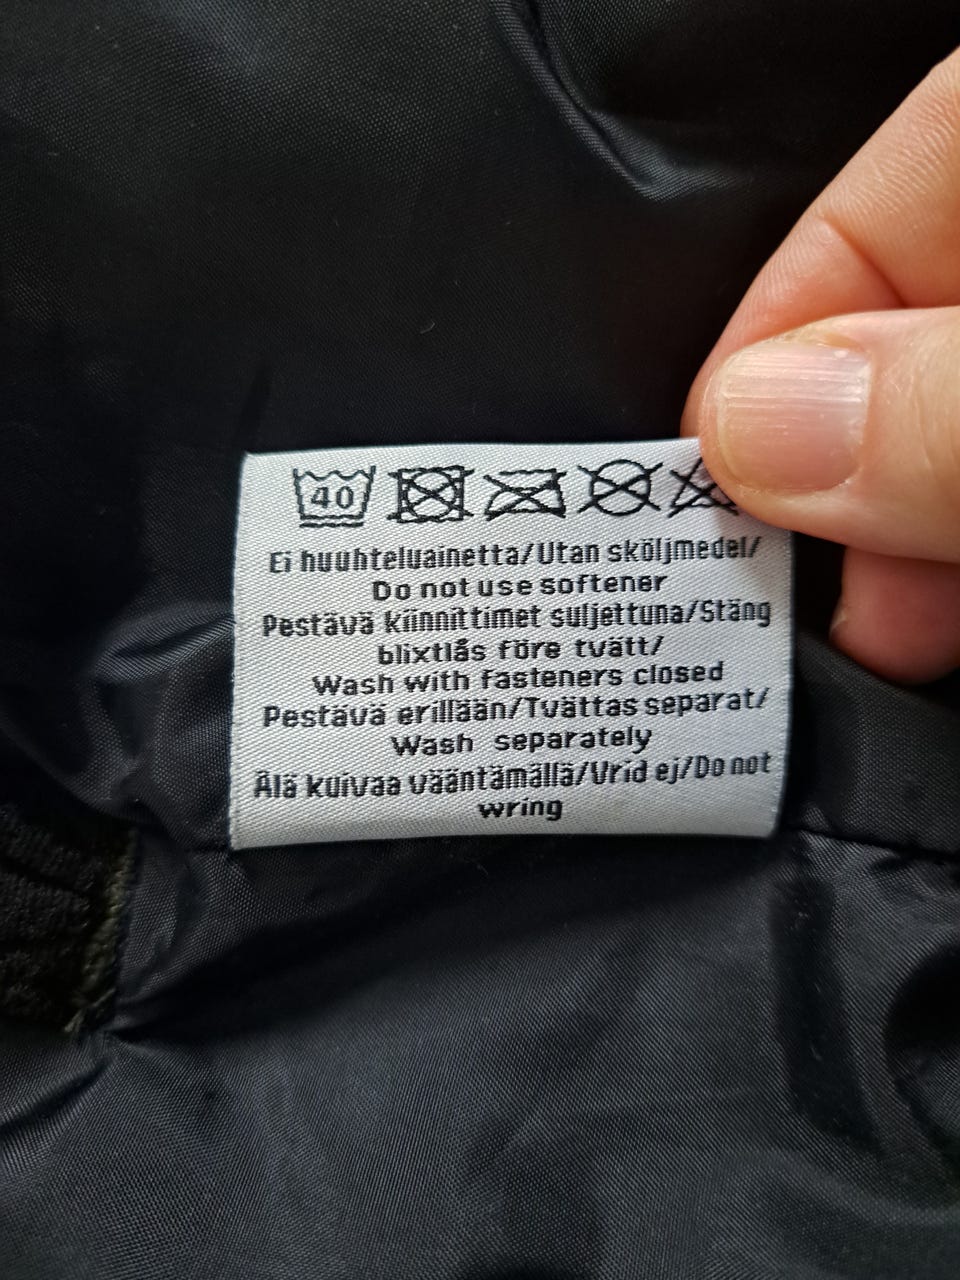 40
Ei huuhteluainetta/Utan sköljmedel/
Do not use softener
Pestävä kiinnittimet suljettuna/Stäng
blixtlås före tvätt/
Wash with fasteners closed
Pestävä erillään/Tvättas separat/
Wash separately
Älä kuivaa vääntämällä/Vrid ej/Do not
wring